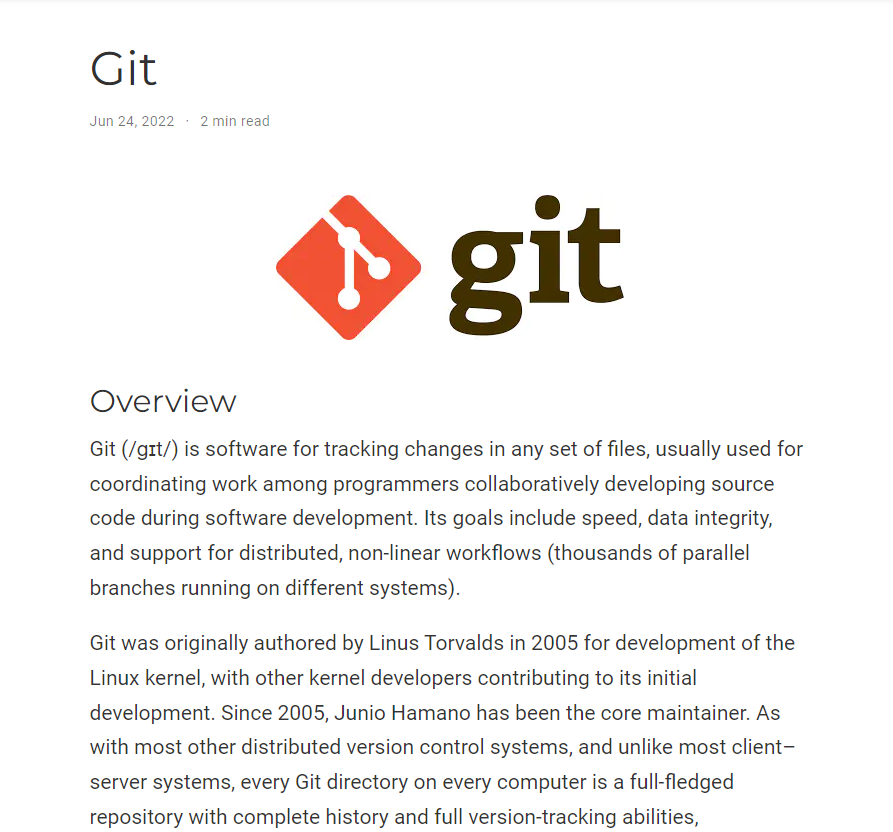 Git
Jun 24, 2022 · 2 min read
git
Overview
Git (/ɡɪt/) is software for tracking changes in any set of files, usually used for
coordinating work among programmers collaboratively developing source
code during software development. Its goals include speed, data integrity,
and support for distributed, non-linear workflows (thousands of parallel
branches running on different systems).
Git was originally authored by Linus Torvalds in 2005 for development of the
Linux kernel, with other kernel developers contributing to its initial
development. Since 2005, Junio Hamano has been the core maintainer. As
with most other distributed version control systems, and unlike most client–
server systems, every Git directory on every computer is a full-fledged
repository with complete history and full version-tracking abilities,